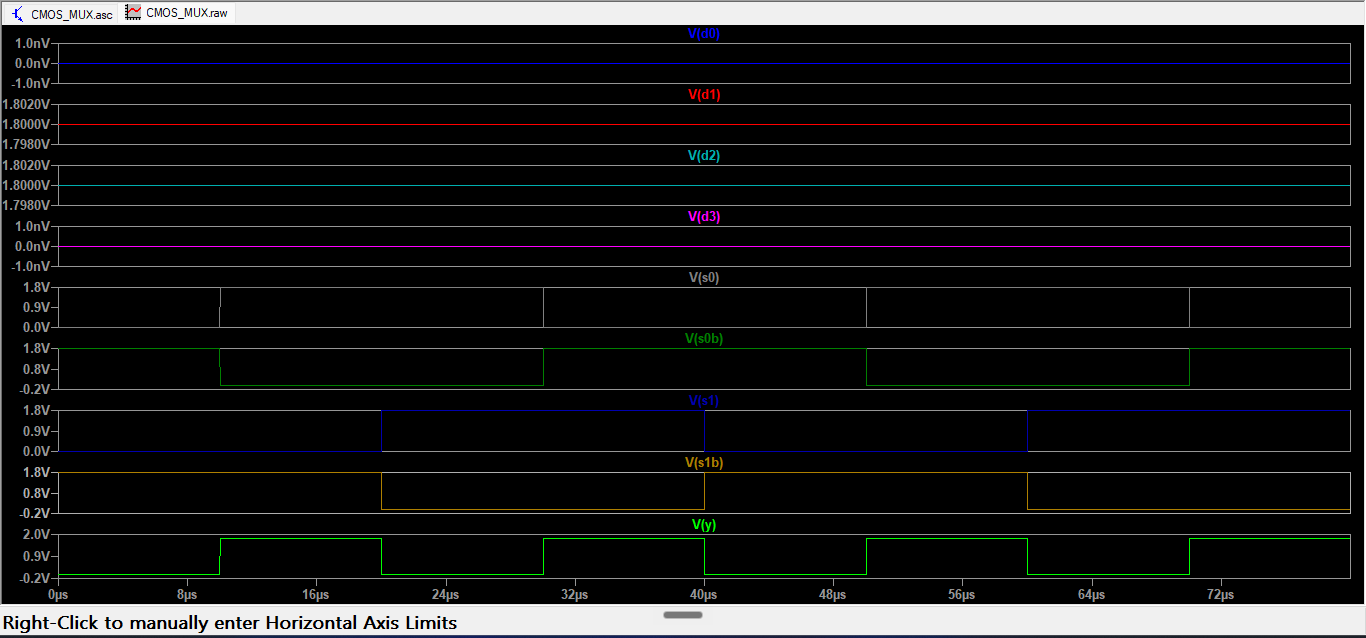 CMOS_MUX.asc CMOS_MUX.raw
V(d0)
1.0nV
0.0nV
-1.0nV
V(d1)
1.8020V
1.8000V
1.7980V
V(d2)
1.8020V
1.8000V
1.7980V
V(d3)
1.0nV
0.0nV
-1.0nV
V(s0)
1.8V
0.9V
0.0V
V(s0b)
1.8V
0.8V
-0.2V
V(s1)
1.8V
0.9V
0.0V
V(s1b)
1.8V
0.8V
-0.2V
V(y)
2.0V
0.9V
-0.2V
0µs 8µs 16µs 24µs 32µs 40µs 48µs 56µs 64µs 72µs
Right-Click to manually enter Horizontal Axis Limits